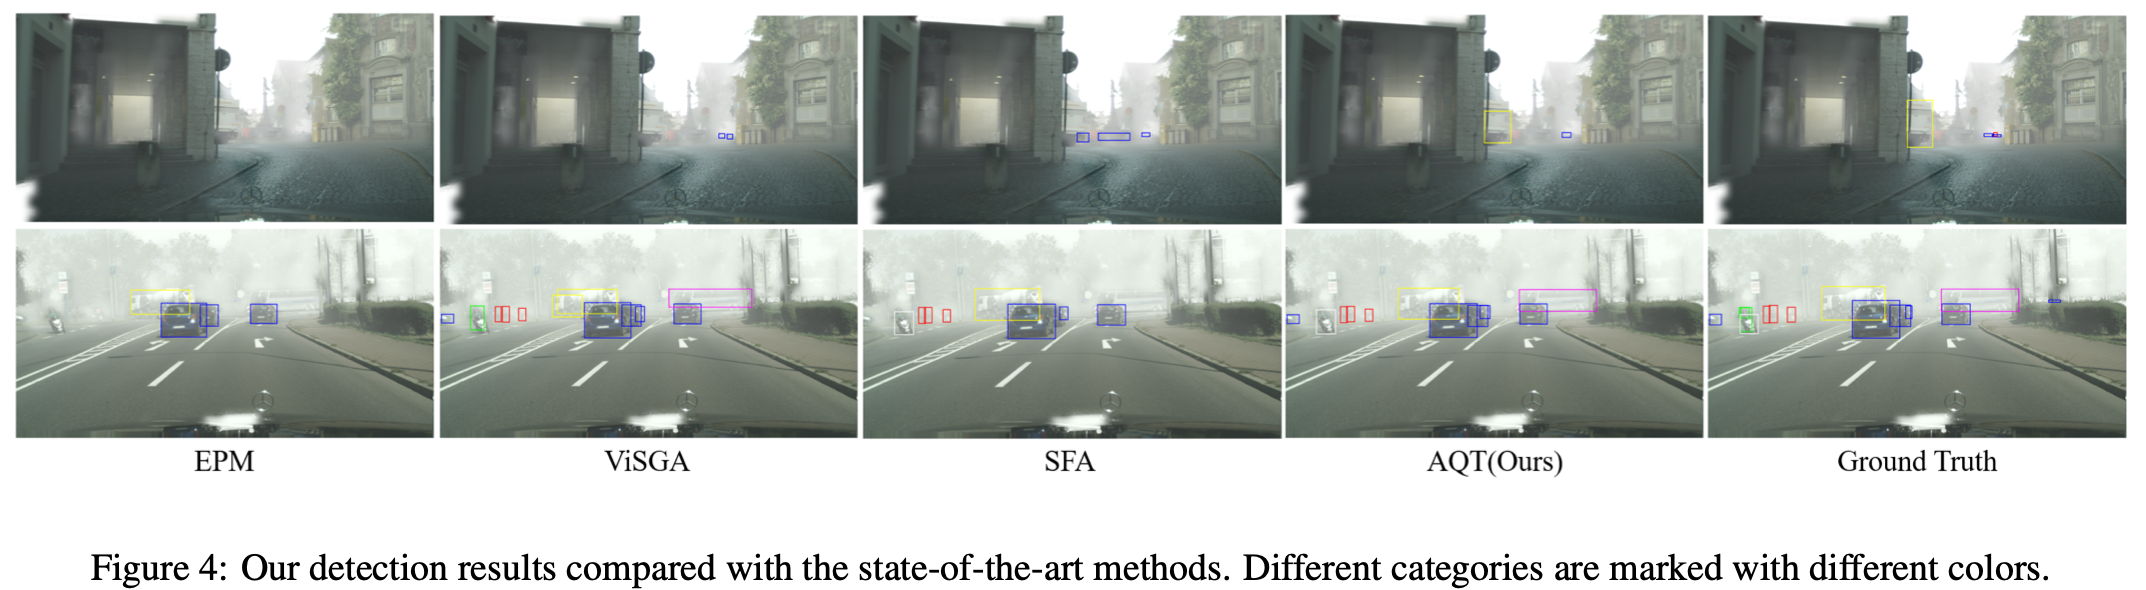 EPM
ViSGA
SFA
AQT(Ours)
Ground Truth
Figure 4: Our detection results compared with the state-of-the-art methods. Different categories are marked with different colors.